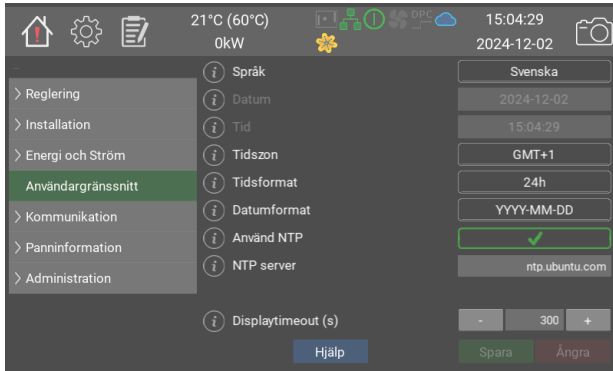 21°C (60°C)
0kW
DPC
15:04:29
2024-12-02
Språk
Svenska
Reglering
Datum
2024-12-02
Installation
Tid
15:04:29
Energi och Ström
Tidszon
GMT+1
Användargränssnitt
Tidsformat
24h
Kommunikation
Datumformat
YYYY-MM-DD
Panninformation
Använd NTP
Administration
NTP server
ntp.ubuntu.com
Displaytimeout (s)
- 300 +
Hjälp
Spara
Ångra